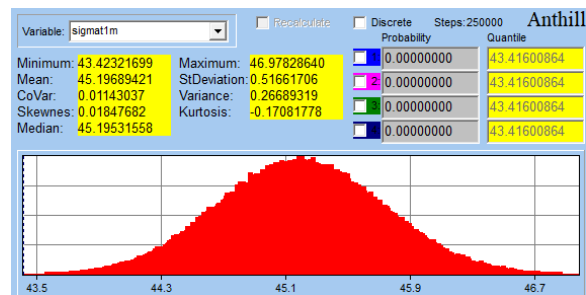 Variable: sigmat1m Recalculate Discrete Steps:250000 Anthill
Probability Quantile
Minimum: 43.42321699 Maximum: 46.97828640 1 0.00000000 43.41600864
Mean: 45.19689421 StDeviation: 0.51661706 2 0.00000000 43.41600864
CoVar: 0.01143037 Variance: 0.26689319 3 0.00000000 43.41600864
Skewnes: 0.01847682 Kurtosis: -0.17081778 4 0.00000000 43.41600864
Median: 45.19531558
43.5 44.3 45.1 45.9 46.7